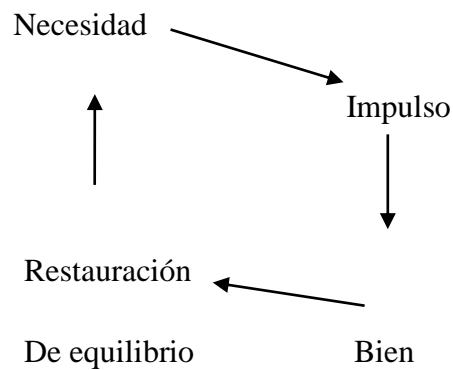 Necesidad
Impulso
Restauración
De equilibrio
Bien